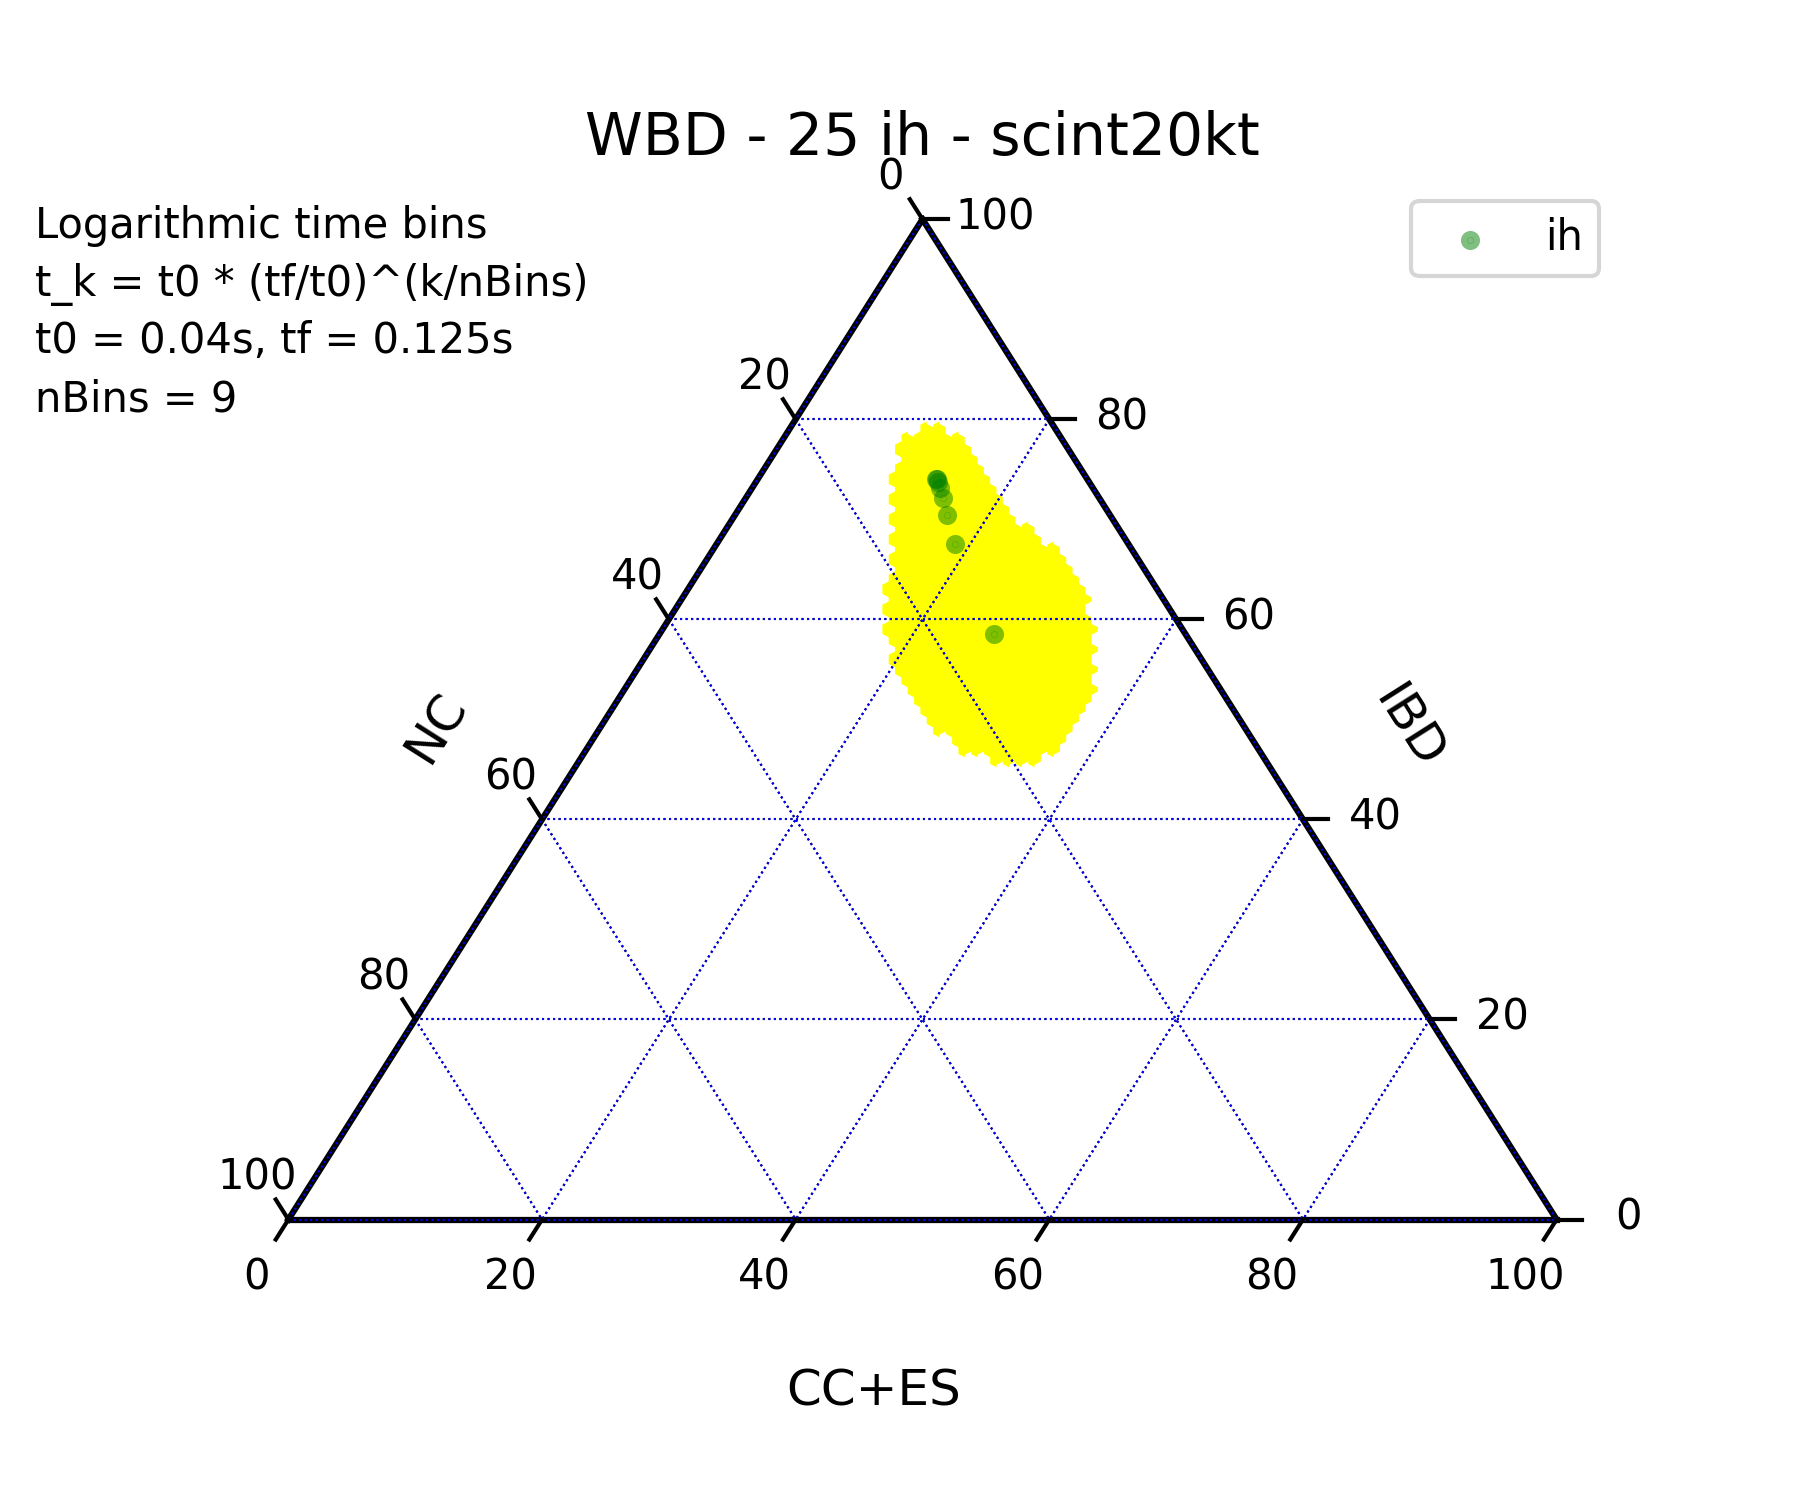 WBD - 25 ih - scint20kt
Logarithmic time bins
t_k = t0 * (tf/t0)^(k/nBins)
t0 = 0.04s, tf = 0.125s
nBins = 9
ih
0
100
20
80
40
60
NC
IBD
60
40
80
20
100
0
0
20
40
60
80
100
CC+ES